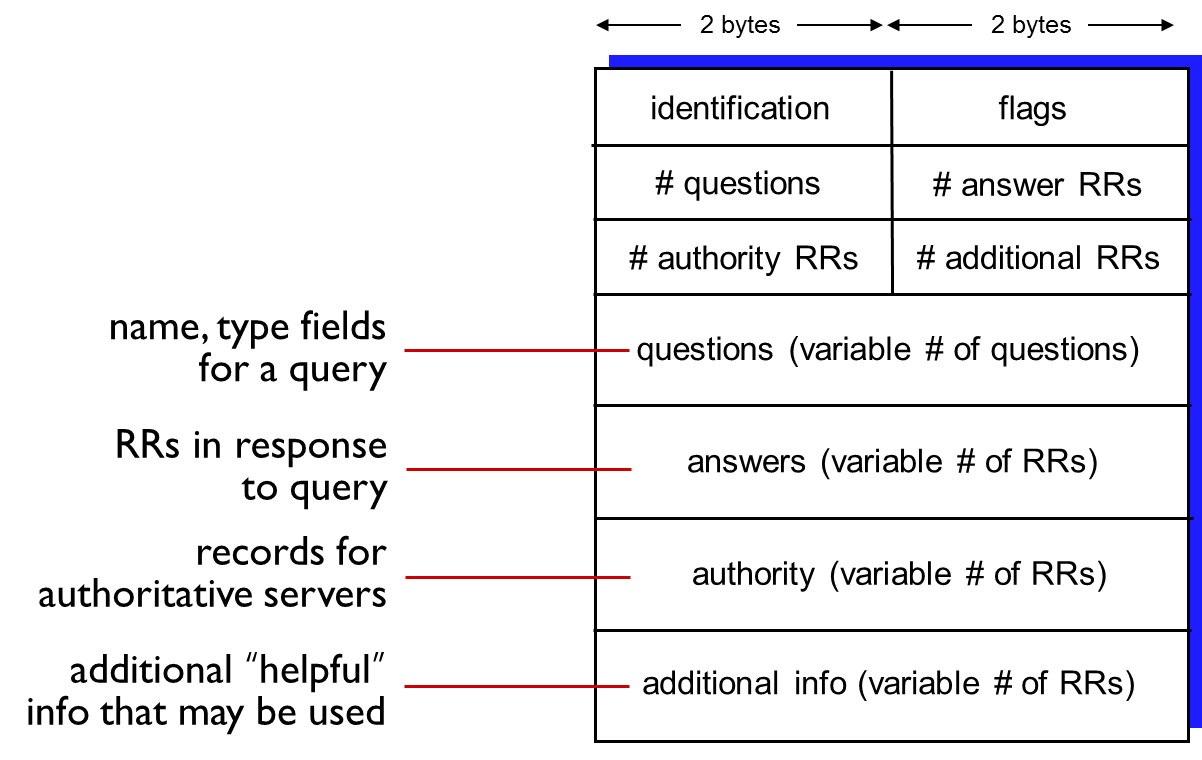 2 bytes 2 bytes
identification flags
# questions # answer RRs
# authority RRs # additional RRs
name, type fields
for a query
questions (variable # of questions)
RRs in response
to query
answers (variable # of RRs)
records for
authoritative servers
authority (variable # of RRs)
additional “helpful”
info that may be used
additional info (variable # of RRs)